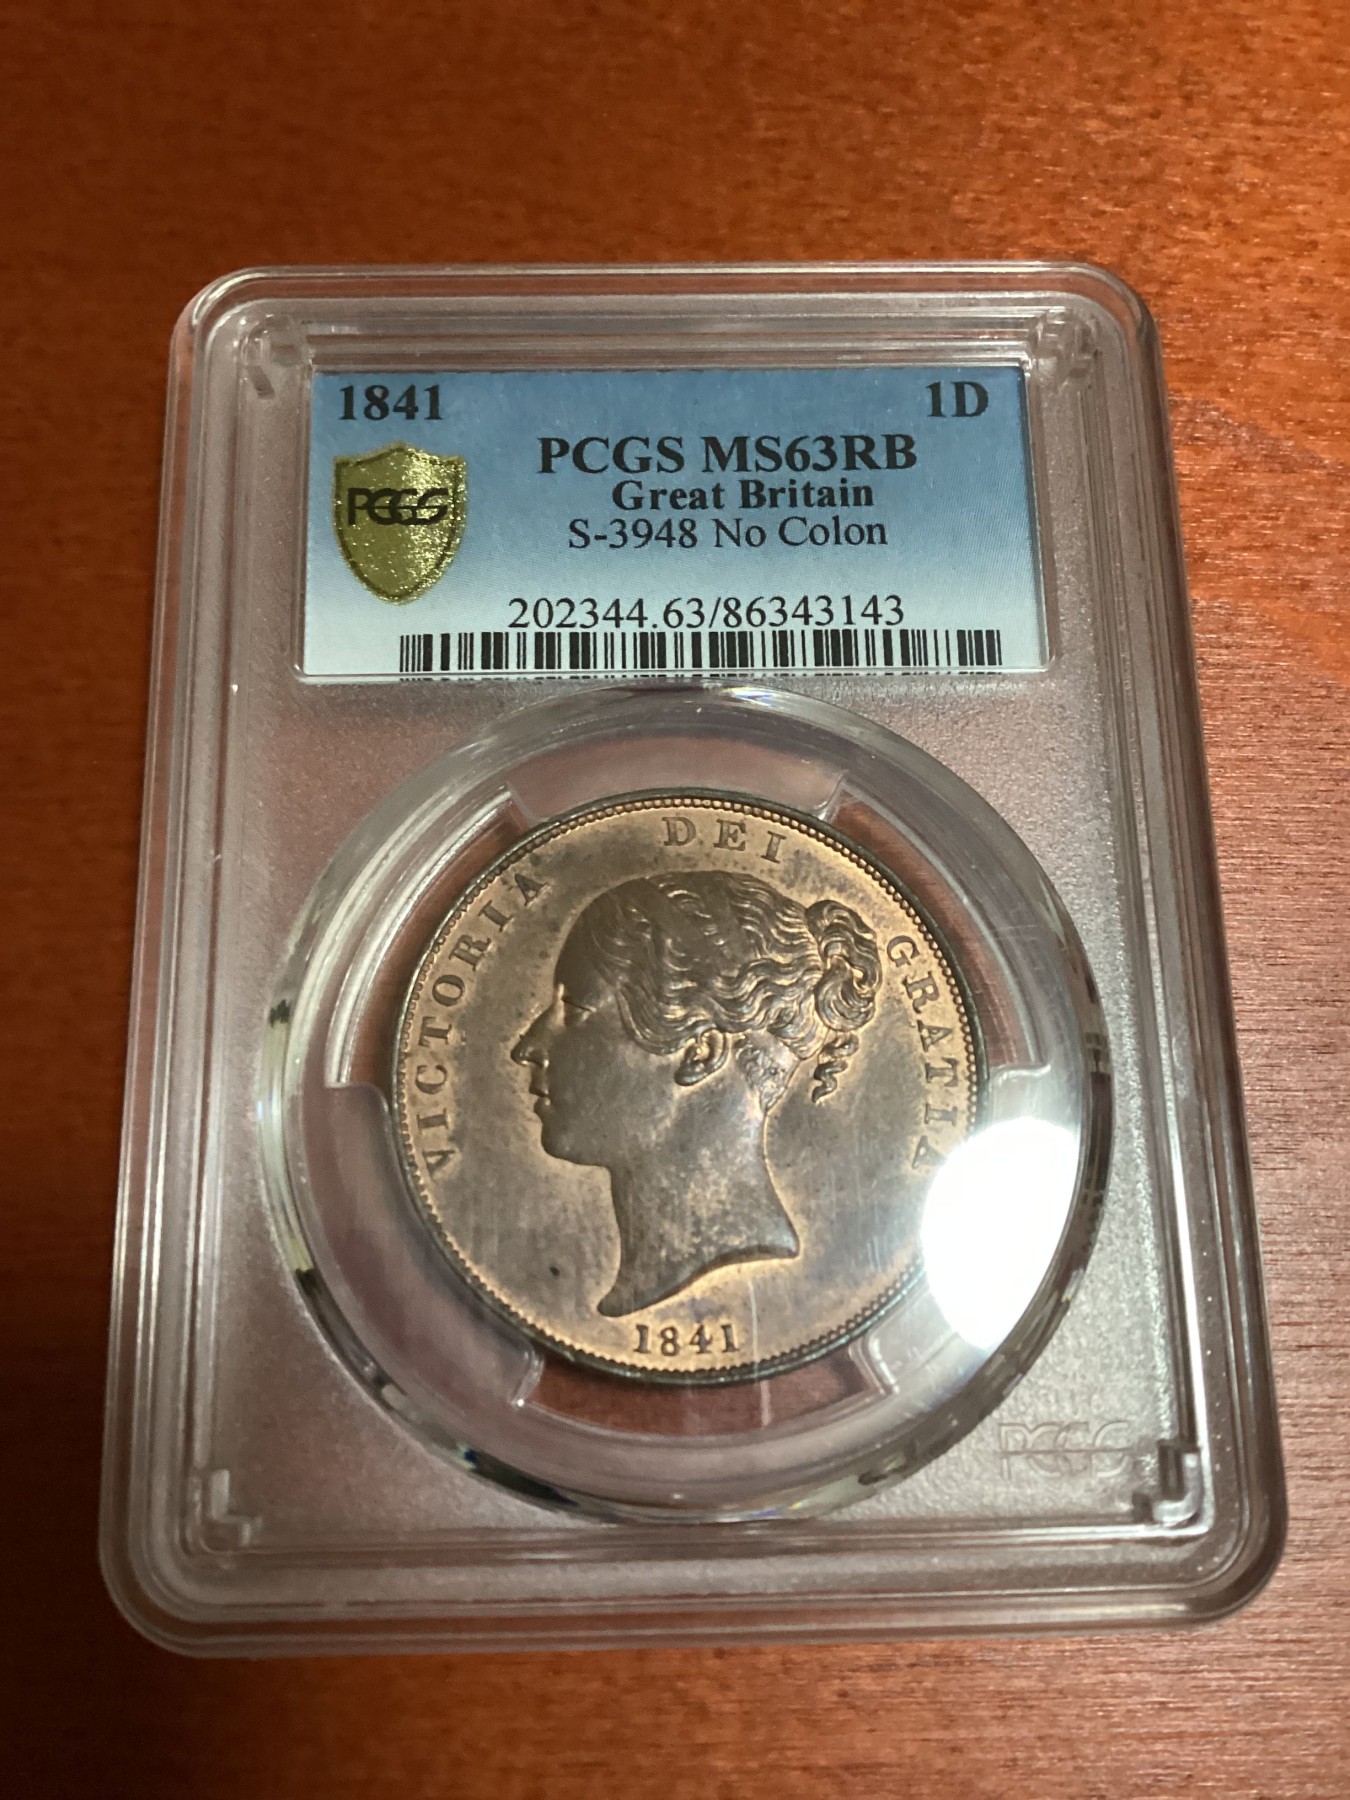 1841 1D
PCGS
PCGS MS63RB
Great Britain
S-3948 No Colon
202344.63/86343143
VICTORIA DEI GRATIA
1841
PCGS